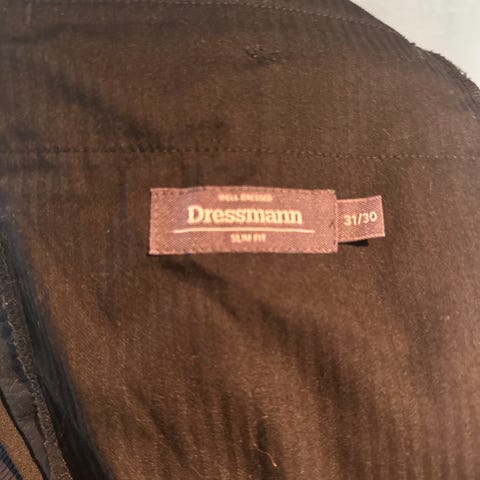 WELL DRESSED
Dressmann
SLIM FIT
31/30